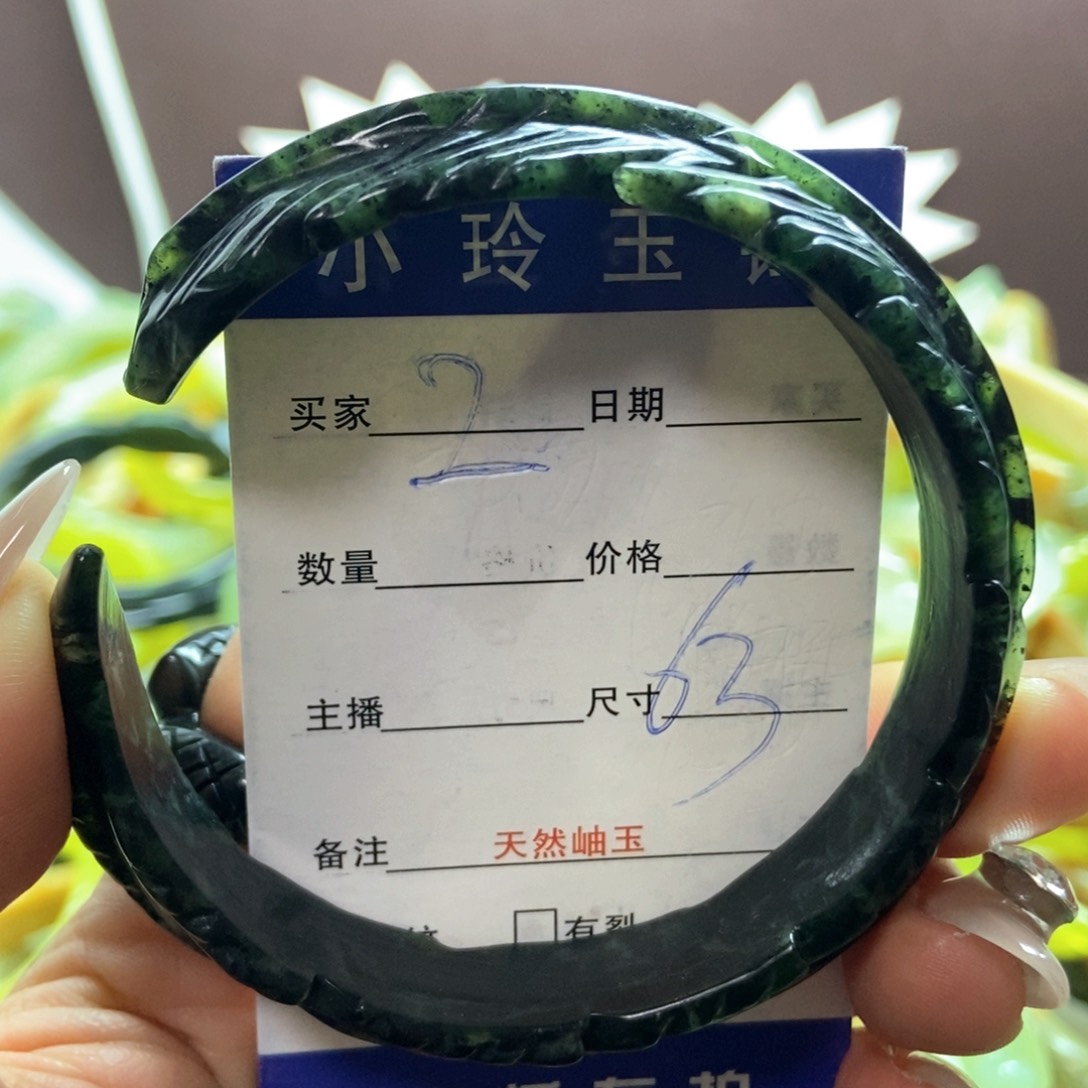 小玲玉
买家 2 日期
数量 价格
主播 尺寸 63
备注 天然岫玉
有裂